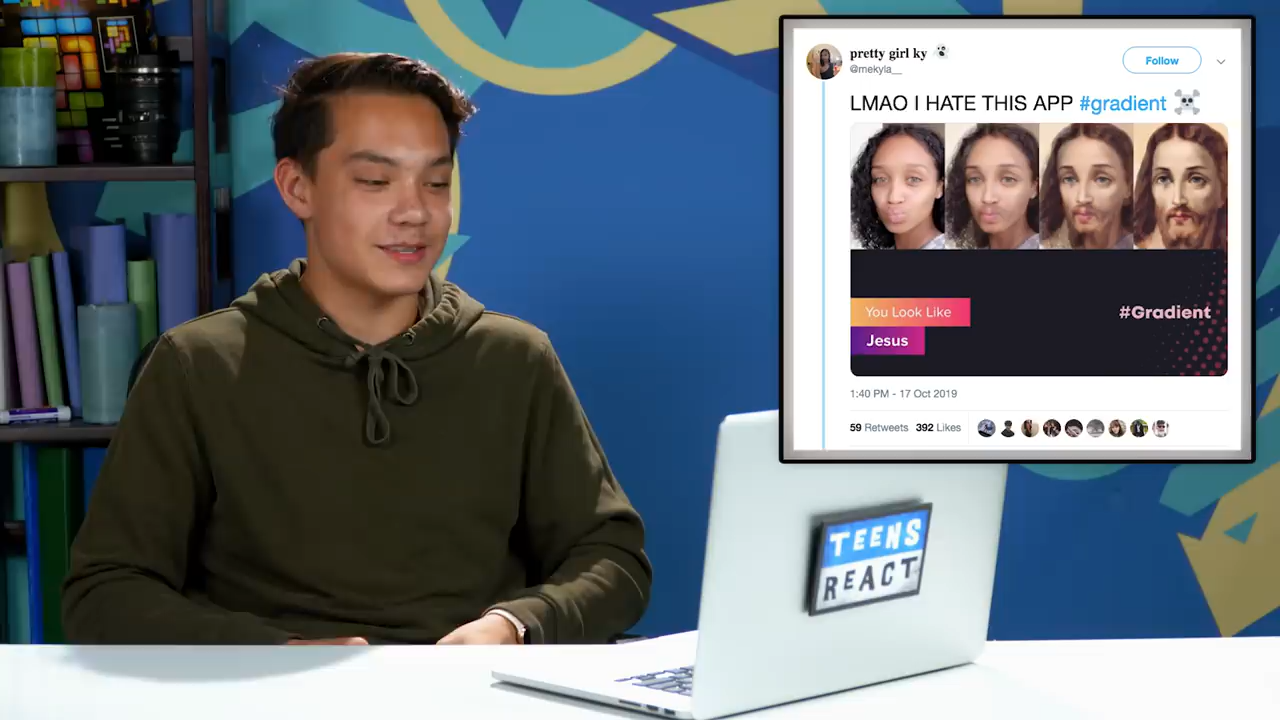 pretty girl ky
@mekyla__
Follow
LMAO I HATE THIS APP #gradient
You Look Like
#Gradient
Jesus
1:40 PM - 17 Oct 2019
59 Retweets 392 Likes
TEENS
REACT